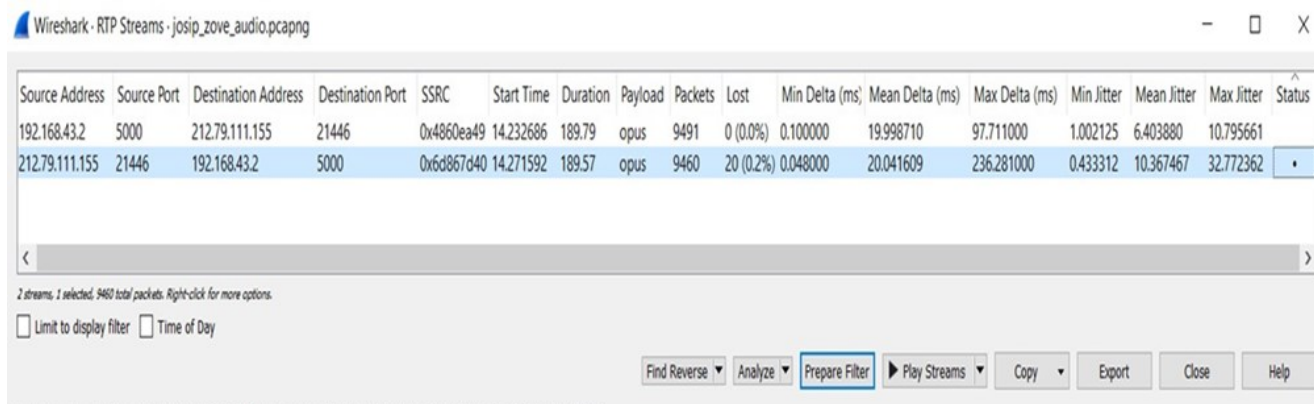 Wireshark · RTP Streams · josip_zove_audio.pcapng
Source Address Source Port Destination Address Destination Port SSRC Start Time Duration Payload Packets Lost Min Delta (ms) Mean Delta (ms) Max Delta (ms) Min Jitter Mean Jitter Max Jitter Status
192.168.43.2 5000 212.79.111.155 21446 0x4860ea49 14.232686 189.79 opus 9491 0 (0.0%) 0.100000 19.998710 97.711000 1.002125 6.403880 10.795661
212.79.111.155 21446 192.168.43.2 5000 0x6d867d40 14.271592 189.57 opus 9460 20 (0.2%) 0.048000 20.041609 236.281000 0.433312 10.367467 32.772362 •
2 streams, 1 selected, 9460 total packets. Right-click for more options.
Limit to display filter Time of Day
Find Reverse Analyze Prepare Filter Play Streams Copy Export Close Help